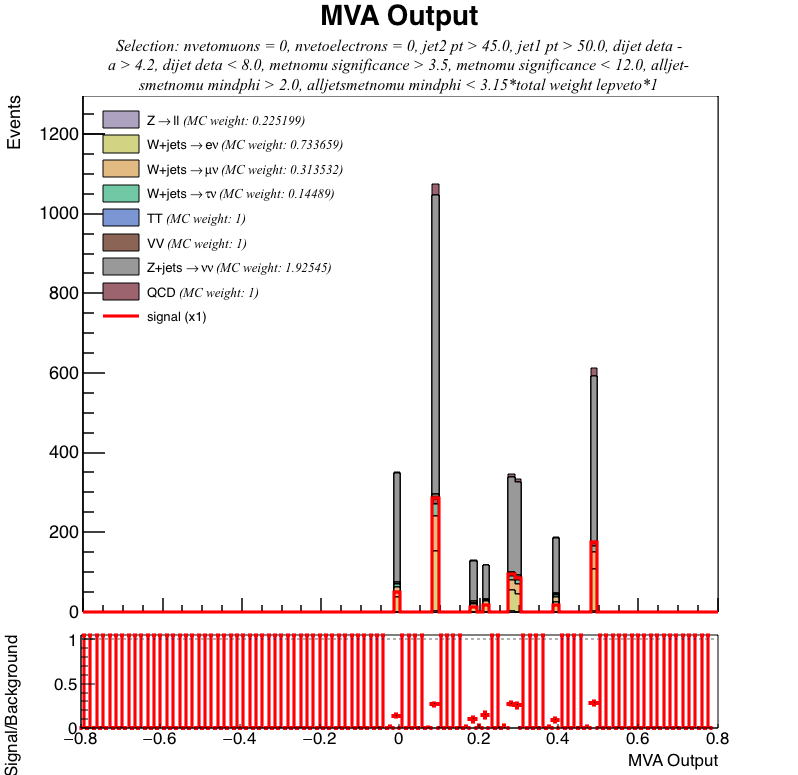 MVA Output
Selection: nvetomuons = 0, nvetoelectrons = 0, jet2 pt > 45.0, jet1 pt > 50.0, dijet deta -
a > 4.2, dijet deta < 8.0, metnomu significance > 3.5, metnomu significance < 12.0, alljet-
smetnomu mindphi > 2.0, alljetsmetnomu mindphi < 3.15*total weight lepveto*1
Events
Z→ll (MC weight: 0.225199)
W+jets→eν (MC weight: 0.733659)
W+jets→μν (MC weight: 0.313532)
W+jets→τν (MC weight: 0.14489)
TT (MC weight: 1)
VV (MC weight: 1)
Z+jets→νν (MC weight: 1.92545)
QCD (MC weight: 1)
signal (x1)
1200
1000
800
600
400
200
0
Signal/Background
1
0.5
0
−0.8 −0.6 −0.4 −0.2 0 0.2 0.4 0.6 0.8
MVA Output